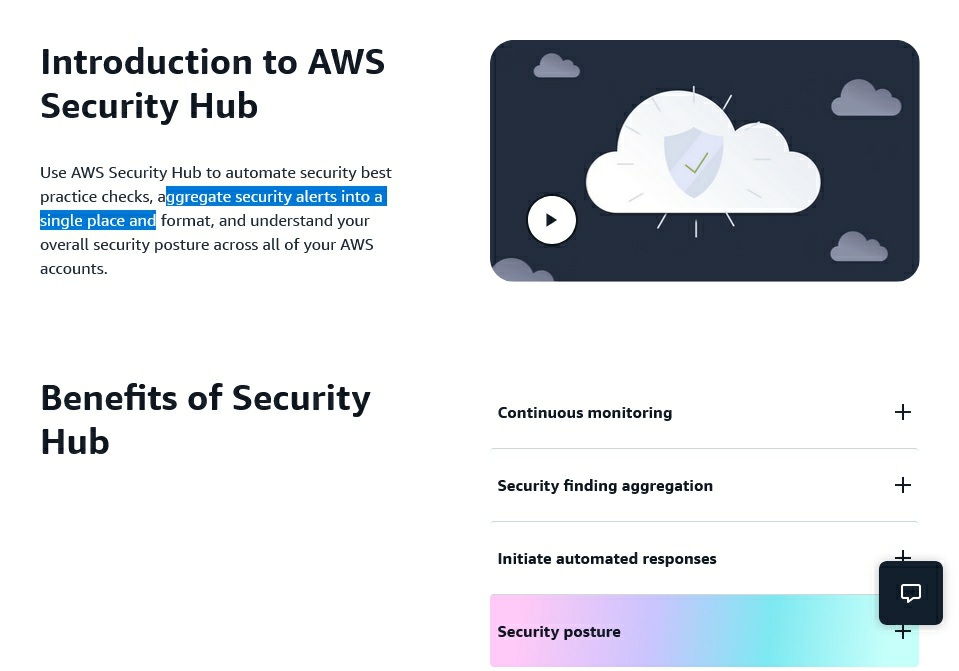 Introduction to AWS
Security Hub
Use AWS Security Hub to automate security best
practice checks, aggregate security alerts into a
single place and format, and understand your
overall security posture across all of your AWS
accounts.
Benefits of Security
Hub
Continuous monitoring
Security finding aggregation
Initiate automated responses
Security posture